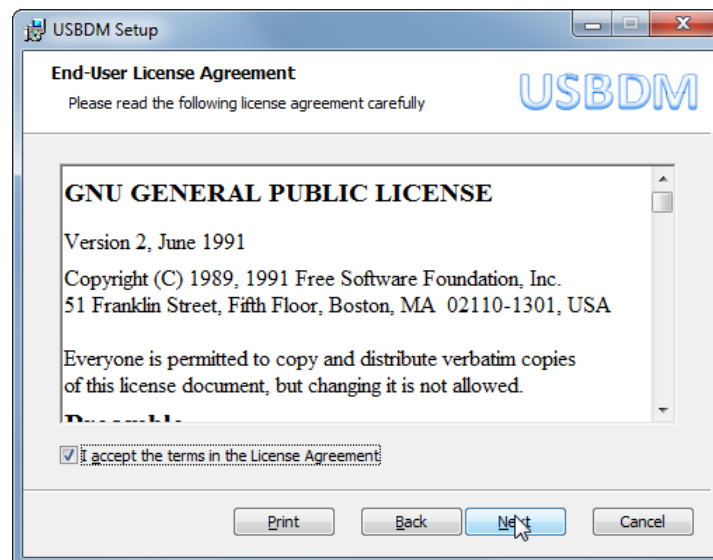 USBDM Setup
End-User License Agreement
Please read the following license agreement carefully
USBDM
GNU GENERAL PUBLIC LICENSE
Version 2, June 1991
Copyright (C) 1989, 1991 Free Software Foundation, Inc.
51 Franklin Street, Fifth Floor, Boston, MA  02110-1301, USA
Everyone is permitted to copy and distribute verbatim copies
of this license document, but changing it is not allowed.
Preamble
I accept the terms in the License Agreement
Print
Back
Next
Cancel